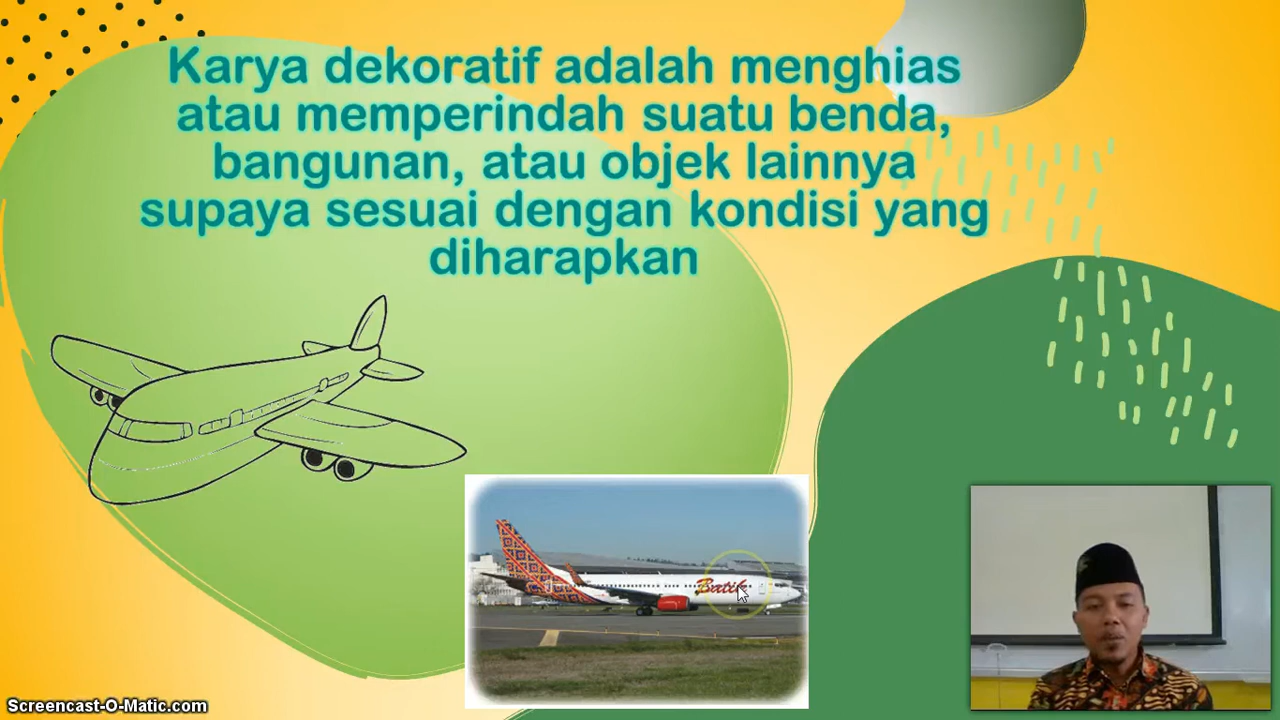 Karya dekoratif adalah menghias
atau memperindah suatu benda,
bangunan, atau objek lainnya
supaya sesuai dengan kondisi yang
diharapkan
Batik
Screencast-O-Matic.com